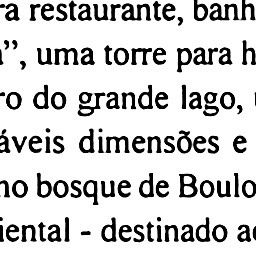 ra restaurante, banh
a”, uma torre para h
ro do grande lago,
áveis dimensões e
no bosque de Boulo
iental - destinado a